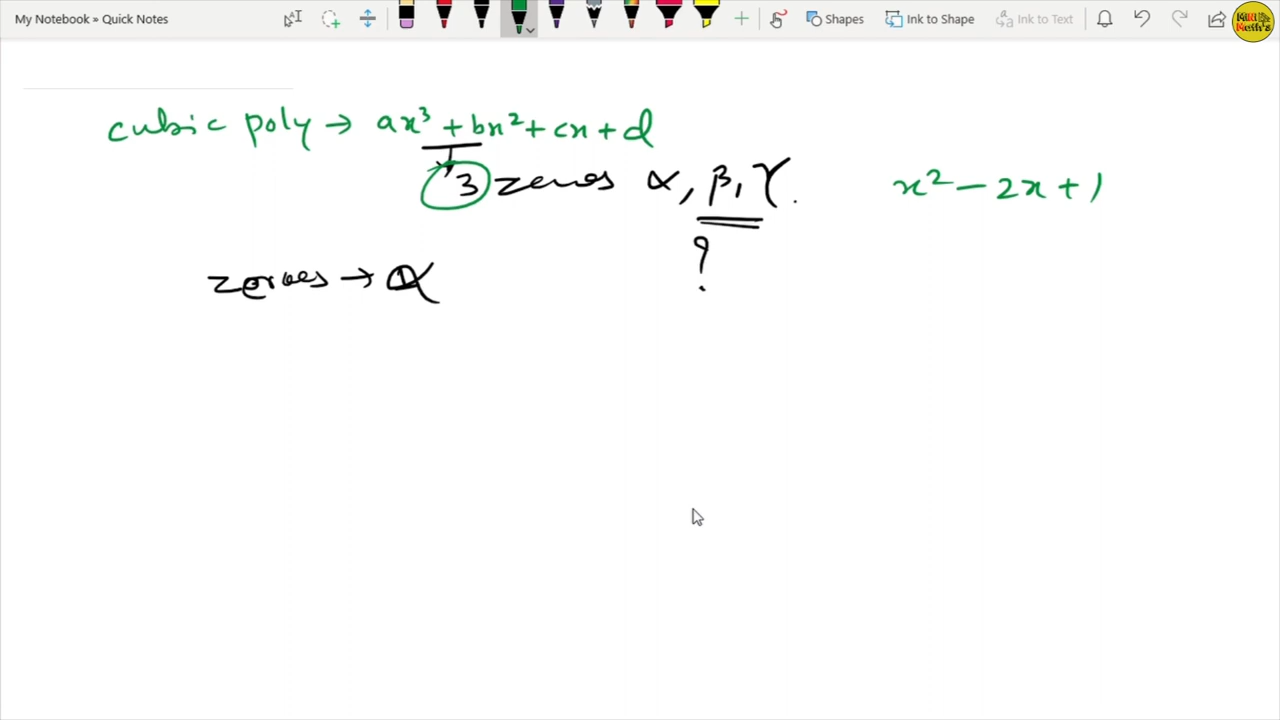 My Notebook » Quick Notes
Shapes
Ink to Shape
Ink to Text
cubic poly → ax³ + bx² + cx + d
3 zeros α, β, γ.
x² − 2x + 1
?
zeroes → α